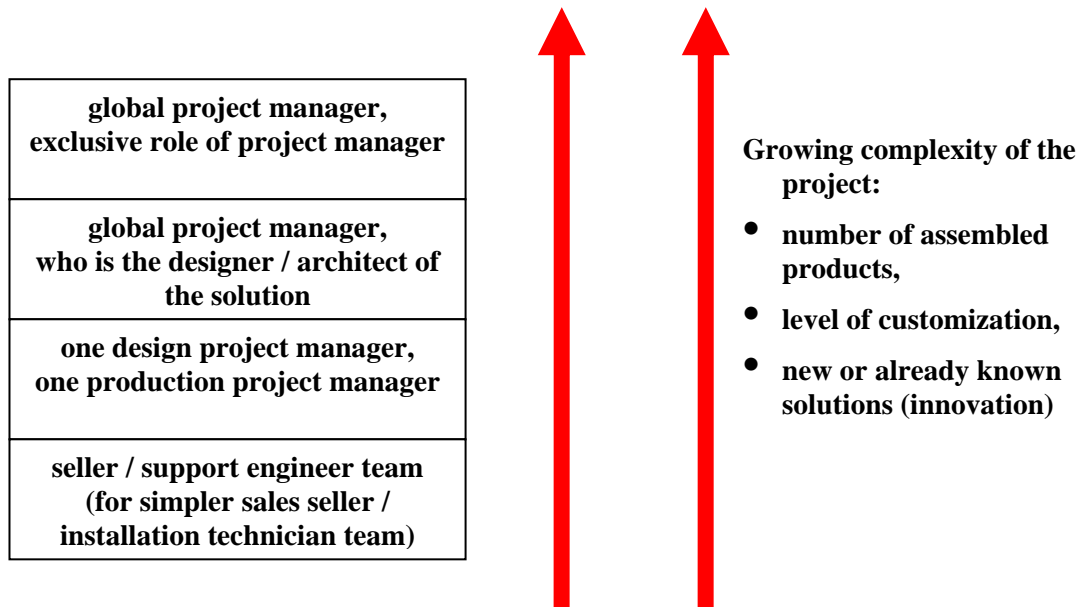 global project manager,
exclusive role of project manager
global project manager,
who is the designer / architect of
the solution
one design project manager,
one production project manager
seller / support engineer team
(for simpler sales seller /
installation technician team)
Growing complexity of the
project:
• number of assembled
products,
• level of customization,
• new or already known
solutions (innovation)